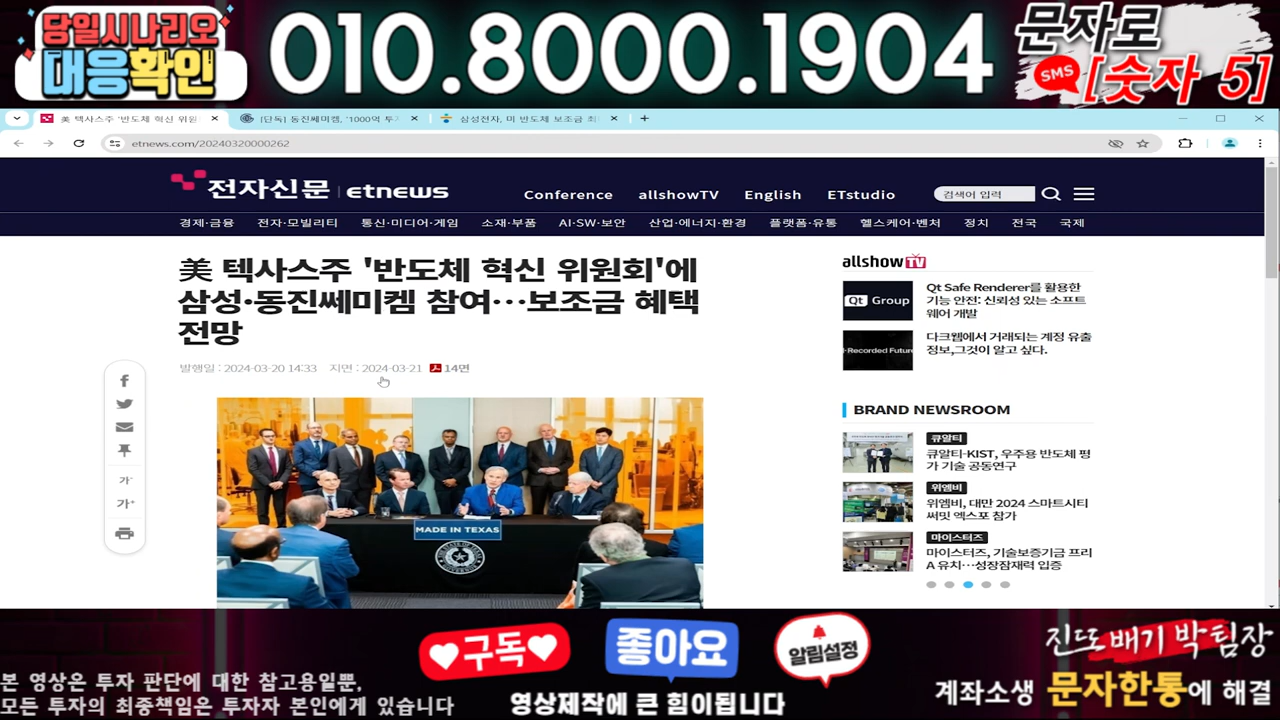 당일시나리오
대응확인
010.8000.1904
문자로
SMS
[숫자 5]
美 텍사스주 '반도체 혁신 위원
[단독] 동진쎄미켐, '1000억 투
삼성전자, 미 반도체 보조금 최
etnews.com/20240320000262
전자신문 etnews
Conference allshowTV English ETstudio
검색어 입력
경제·금융 전자·모빌리티 통신·미디어·게임 소재·부품 AI·SW·보안 산업·에너지·환경 플랫폼·유통 헬스케어·벤처 정치 전국 국제
美 텍사스주 '반도체 혁신 위원회'에
삼성·동진쎄미켐 참여…보조금 혜택
전망
발행일 : 2024-03-20 14:33 지면 : 2024-03-21 14면
가-
가+
MADE IN TEXAS
allshow TV
Qt Group
Qt Safe Renderer를 활용한
기능 안전: 신뢰성 있는 소프트
웨어 개발
Recorded Future
다크웹에서 거래되는 계정 유출
정보,그것이 알고 싶다.
BRAND NEWSROOM
큐알티
큐알티-KIST, 우주용 반도체 평
가 기술 공동연구
위엠비
위엠비, 대만 2024 스마트시티
써밋 엑스포 참가
마이스터즈
마이스터즈, 기술보증기금 프리
A 유치…성장잠재력 입증
구독
좋아요
알림설정
영상제작에 큰 힘이됩니다
본 영상은 투자 판단에 대한 참고용일뿐,
모든 투자의 최종책임은 투자자 본인에게 있습니다
진또배기 박팀장
계좌소생 문자한통에 해결